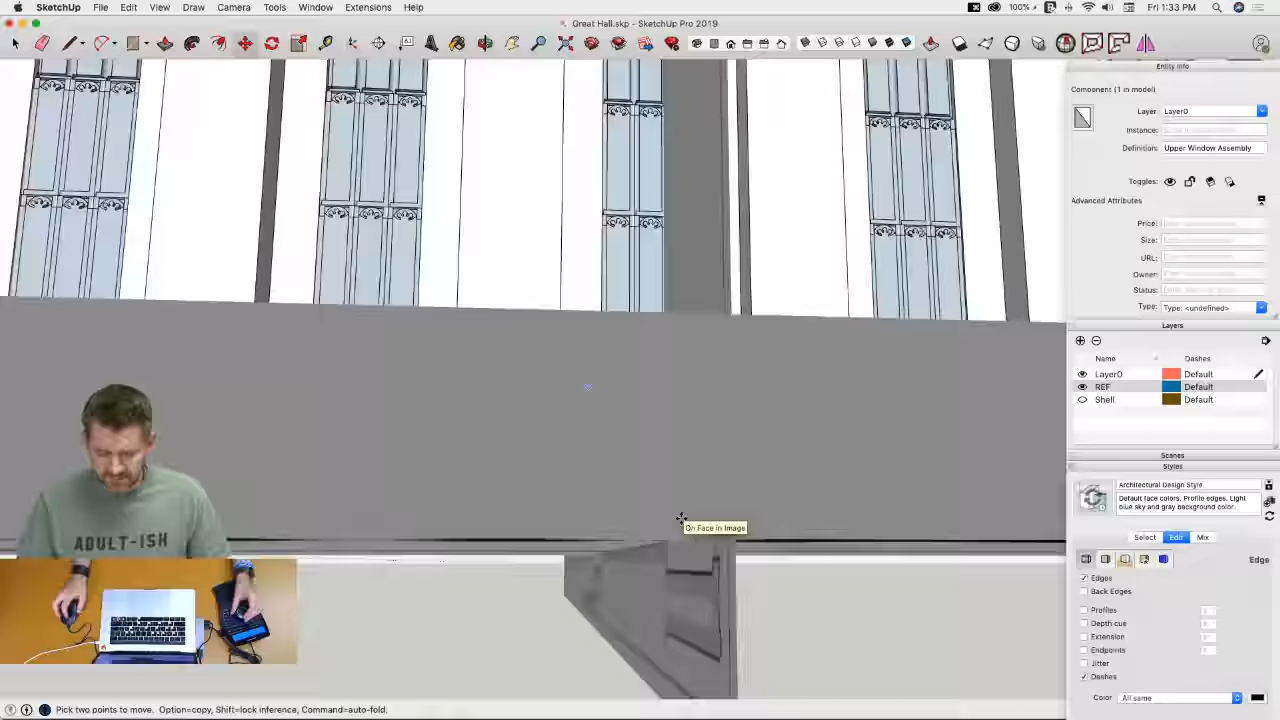 SketchUp File Edit View Draw Camera Tools Window Extensions Help
100% Fri 1:33 PM
Great Hall.skp - SketchUp Pro 2019
Entity Info
Component (1 in model)
Layer: Layer0
Instance:
Definition: Upper Window Assembly
Toggles:
Advanced Attributes
Price:
Size:
URL:
Owner:
Status:
Type: Type: <undefined>
Layers
Name Dashes
Layer0 Default
REF Default
Shell Default
Scenes
Styles
Architectural Design Style
Default face colors. Profile edges. Light
blue sky and gray background color.
Select Edit Mix
Edge
Edges
Back Edges
Profiles
Depth cue
Extension
Endpoints
Jitter
Dashes
Color All same
On Face in Image
ADULT-ISH
Pick two points to move. Option=copy, Shift=lock inference, Command=auto-fold.